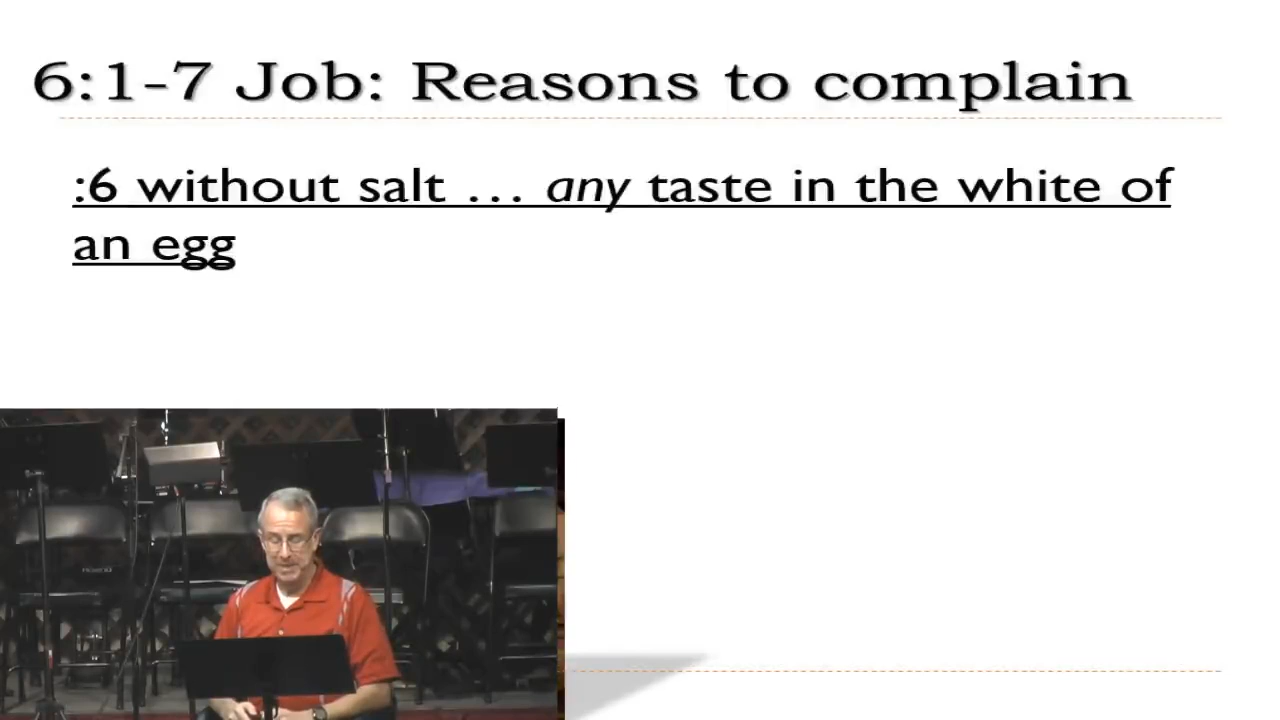 6:1-7 Job: Reasons to complain
:6 without salt … any taste in the white of
an egg